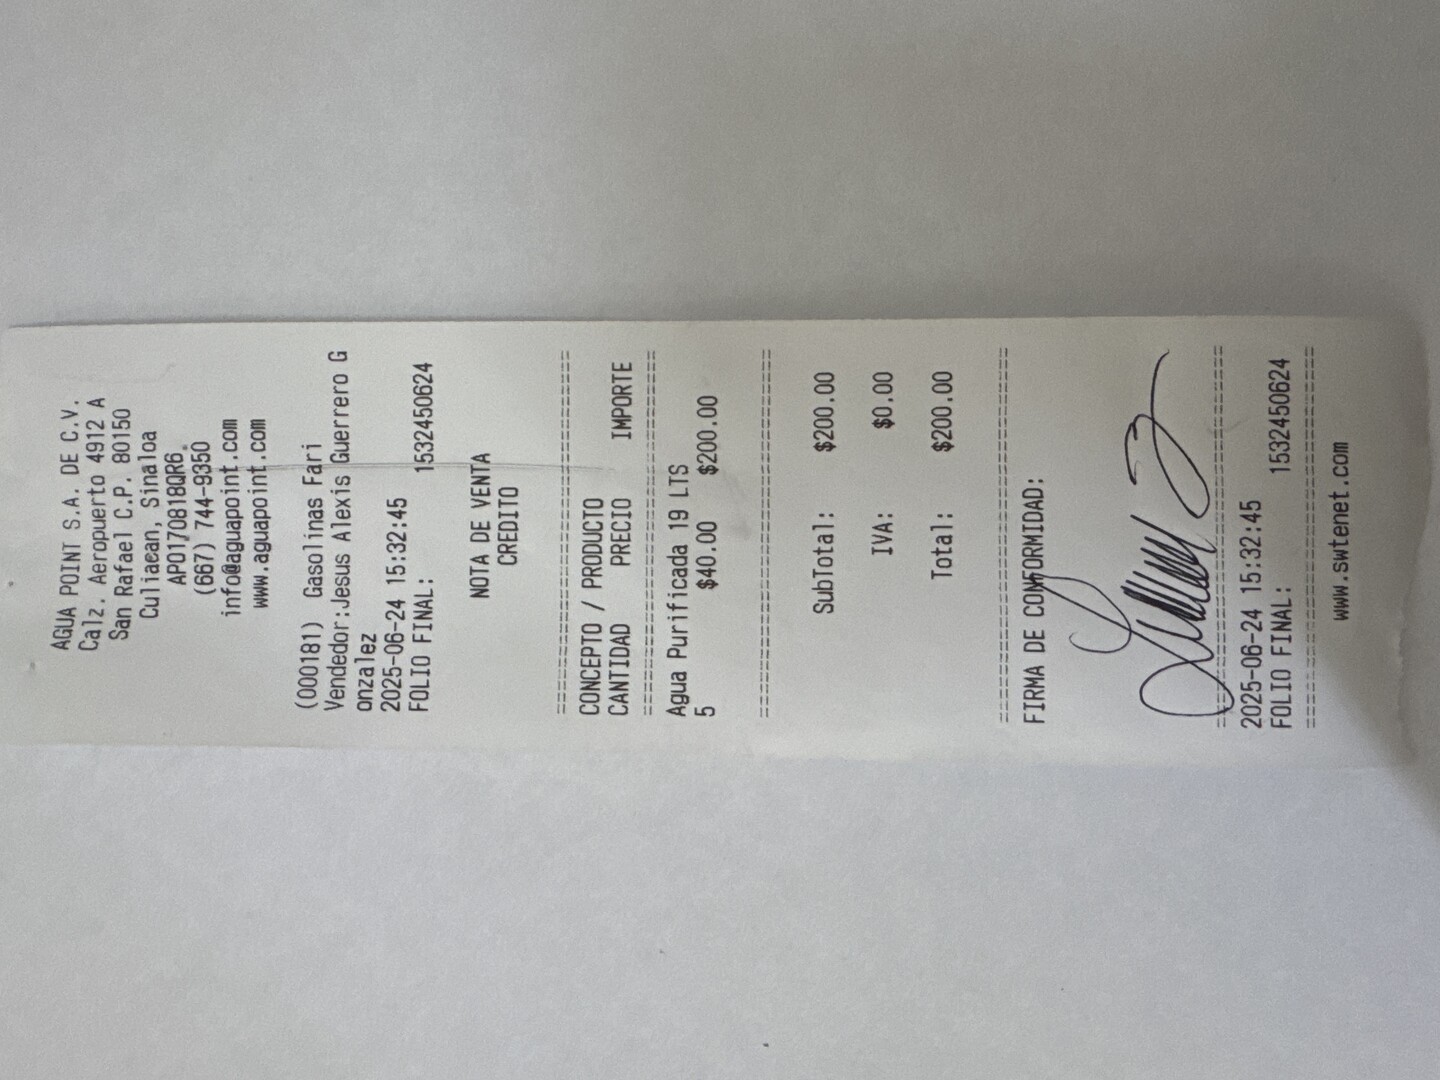 AGUA POINT S.A. DE C.V.
Calz. Aeropuerto 4912 A
San Rafael C.P. 80150
Culiacan, Sinaloa
APO170818QR6
(667) 744-9350
info@aguapoint.com
www.aguapoint.com
(000181) Gasolinas Fari
Vendedor:Jesus Alexis Guerrero G
onzalez
2025-06-24 15:32:45
FOLIO FINAL: 1532450624
NOTA DE VENTA
CREDITO
================================
CONCEPTO / PRODUCTO
CANTIDAD PRECIO IMPORTE
================================
Agua Purificada 19 LTS
5 $40.00 $200.00
================================
SubTotal: $200.00
IVA: $0.00
Total: $200.00
================================
FIRMA DE CONFORMIDAD:
================================
2025-06-24 15:32:45
FOLIO FINAL: 1532450624
================================
www.swtenet.com